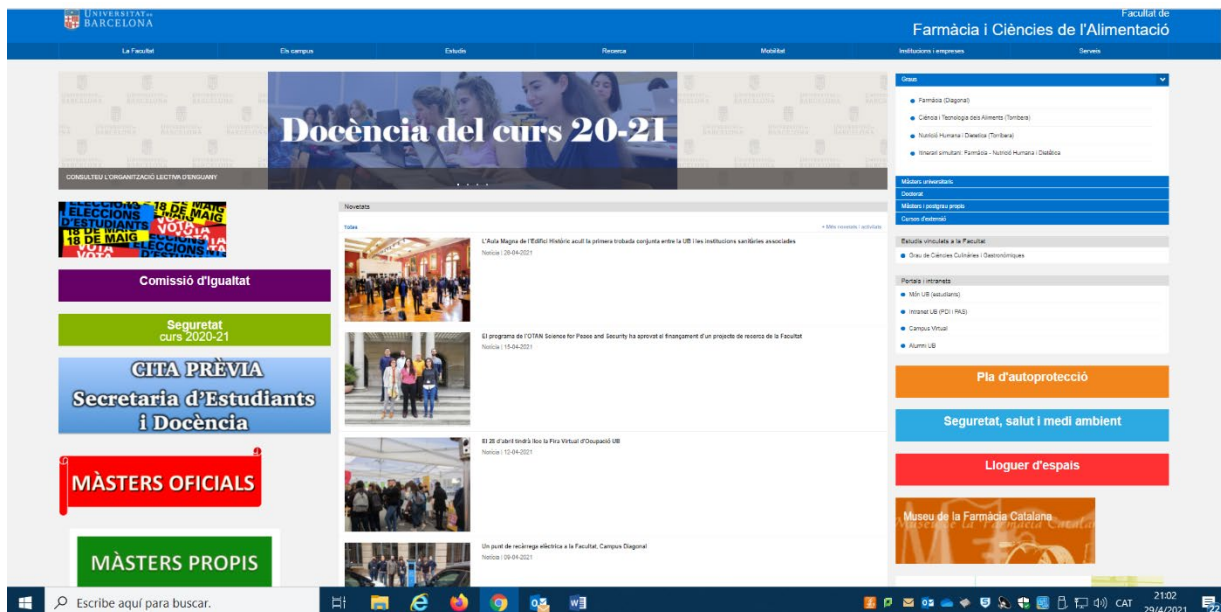 UNIVERSITAT DE
BARCELONA
Facultat de
Farmàcia i Ciències de l'Alimentació
La Facultat
Els campus
Estudis
Recerca
Mobilitat
Institucions i empreses
Serveis
Docència del curs 20-21
CONSULTEU L'ORGANITZACIÓ LECTIVA D'ENGUANY
Graus
Farmàcia (Diagonal)
Ciència i Tecnologia dels Aliments (Torribera)
Nutrició Humana i Dietètica (Torribera)
Itinerari simultani: Farmàcia - Nutrició Humana i Dietètica
Màsters universitaris
Doctorat
Màsters i postgrau propis
Cursos d'extensió
Estudis vinculats a la Facultat
Grau de Ciències Culinàries i Gastronòmiques
Portals i intranets
Món UB (estudiants)
Intranet UB (PDI i PAS)
Campus Virtual
Alumni UB
Pla d'autoprotecció
Seguretat, salut i medi ambient
Lloguer d'espais
Museu de la Farmàcia Catalana
ELECCIONS
D'ESTUDIANTS
18 DE MAIG
VOTA
Comissió d'Igualtat
Seguretat
curs 2020-21
CITA PRÈVIA
Secretaria d'Estudiants
i Docència
MÀSTERS OFICIALS
MÀSTERS PROPIS
Novetats
Totes
+ Més novetats i activitats
L'Aula Magna de l'Edifici Històric acull la primera trobada conjunta entre la UB i les institucions sanitàries associades
Notícia | 28-04-2021
El programa de l'OTAN Science for Peace and Security ha aprovat el finançament d'un projecte de recerca de la Facultat
Notícia | 15-04-2021
El 28 d'abril tindrà lloc la Fira Virtual d'Ocupació UB
Notícia | 12-04-2021
Un punt de recàrrega elèctrica a la Facultat, Campus Diagonal
Notícia | 09-04-2021
Escribe aquí para buscar.
CAT
21:02
29/4/2021